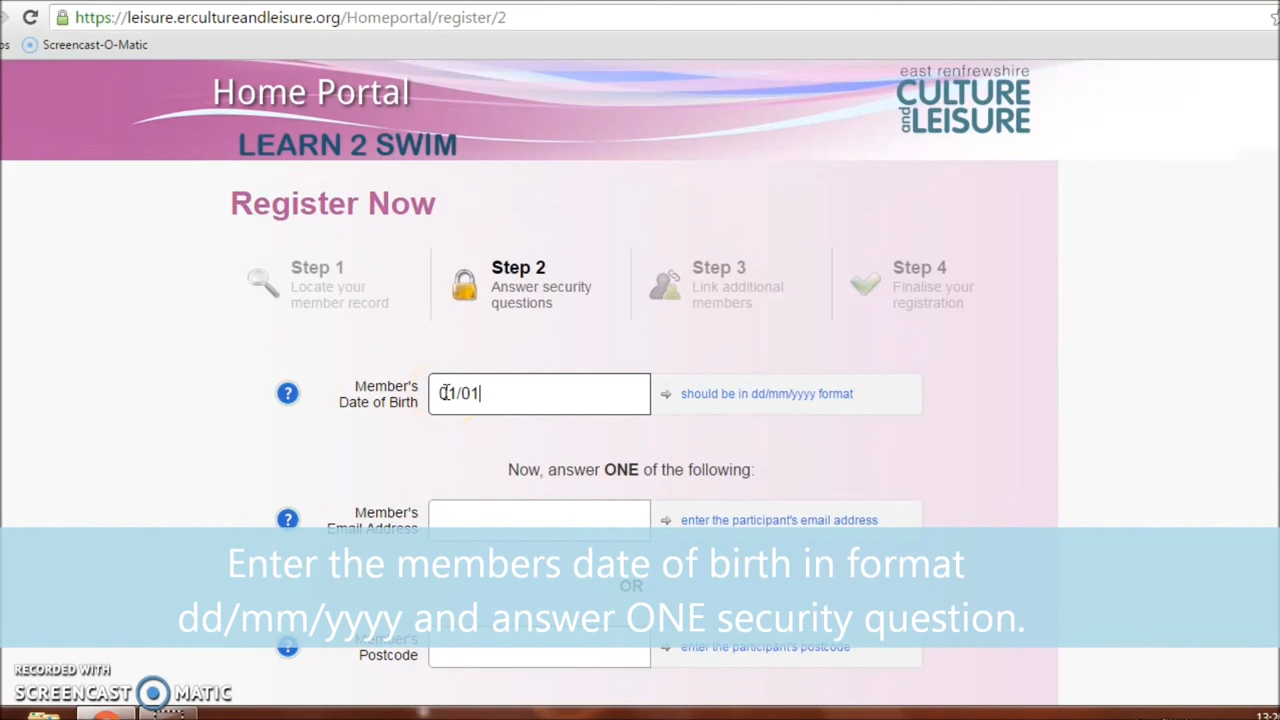 https://leisure.ercultureandleisure.org/Homeportal/register/2
Screencast-O-Matic
Home Portal
LEARN 2 SWIM
east renfrewshire
CULTURE
and LEISURE
Register Now
Step 1
Locate your
member record
Step 2
Answer security
questions
Step 3
Link additional
members
Step 4
Finalise your
registration
Member's
Date of Birth
01/01
should be in dd/mm/yyyy format
Now, answer ONE of the following:
Member's
Email Address
enter the participant's email address
Enter the members date of birth in format
OR
dd/mm/yyyy and answer ONE security question.
Member's
Postcode
enter the participant's postcode
RECORDED WITH
SCREENCAST MATIC